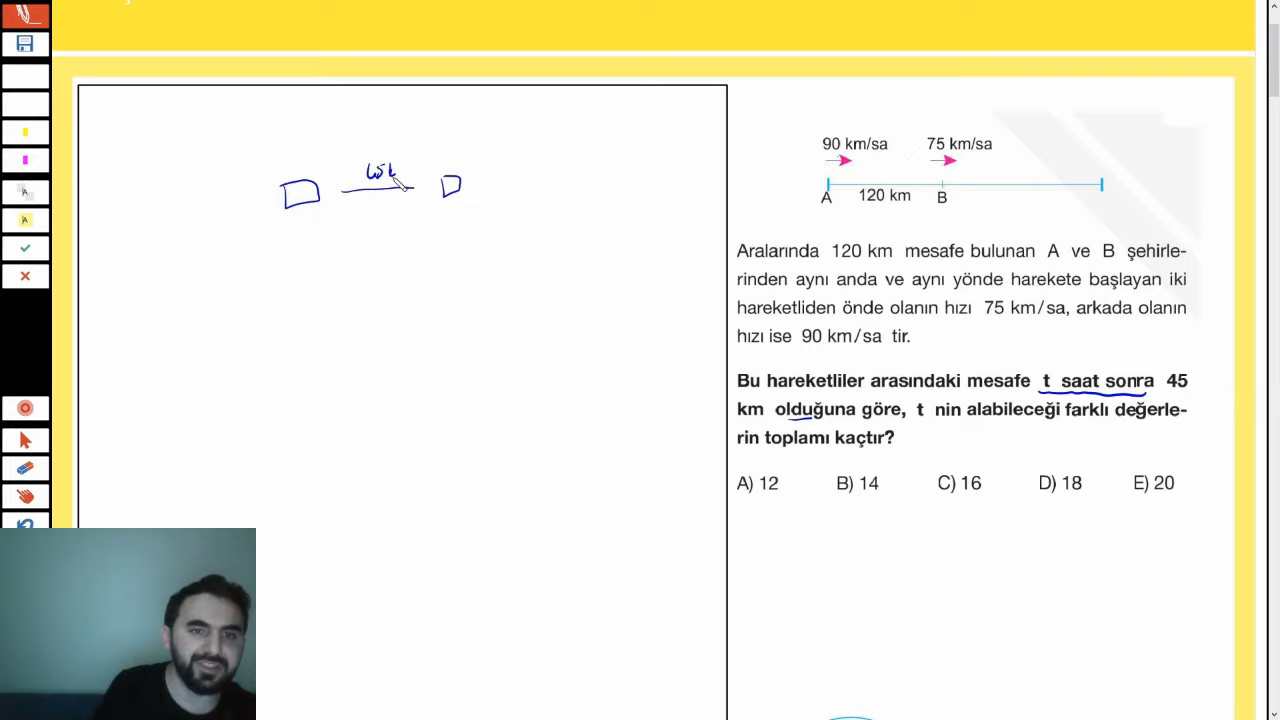 90 km/sa 75 km/sa
A 120 km B
Aralarında 120 km mesafe bulunan A ve B şehirle-
rinden aynı anda ve aynı yönde harekete başlayan iki
hareketliden önde olanın hızı 75 km/sa, arkada olanın
hızı ise 90 km/sa tir.
Bu hareketliler arasındaki mesafe t saat sonra 45
km olduğuna göre, t nin alabileceği farklı değerle-
rin toplamı kaçtır?
A) 12 B) 14 C) 16 D) 18 E) 20
A
A